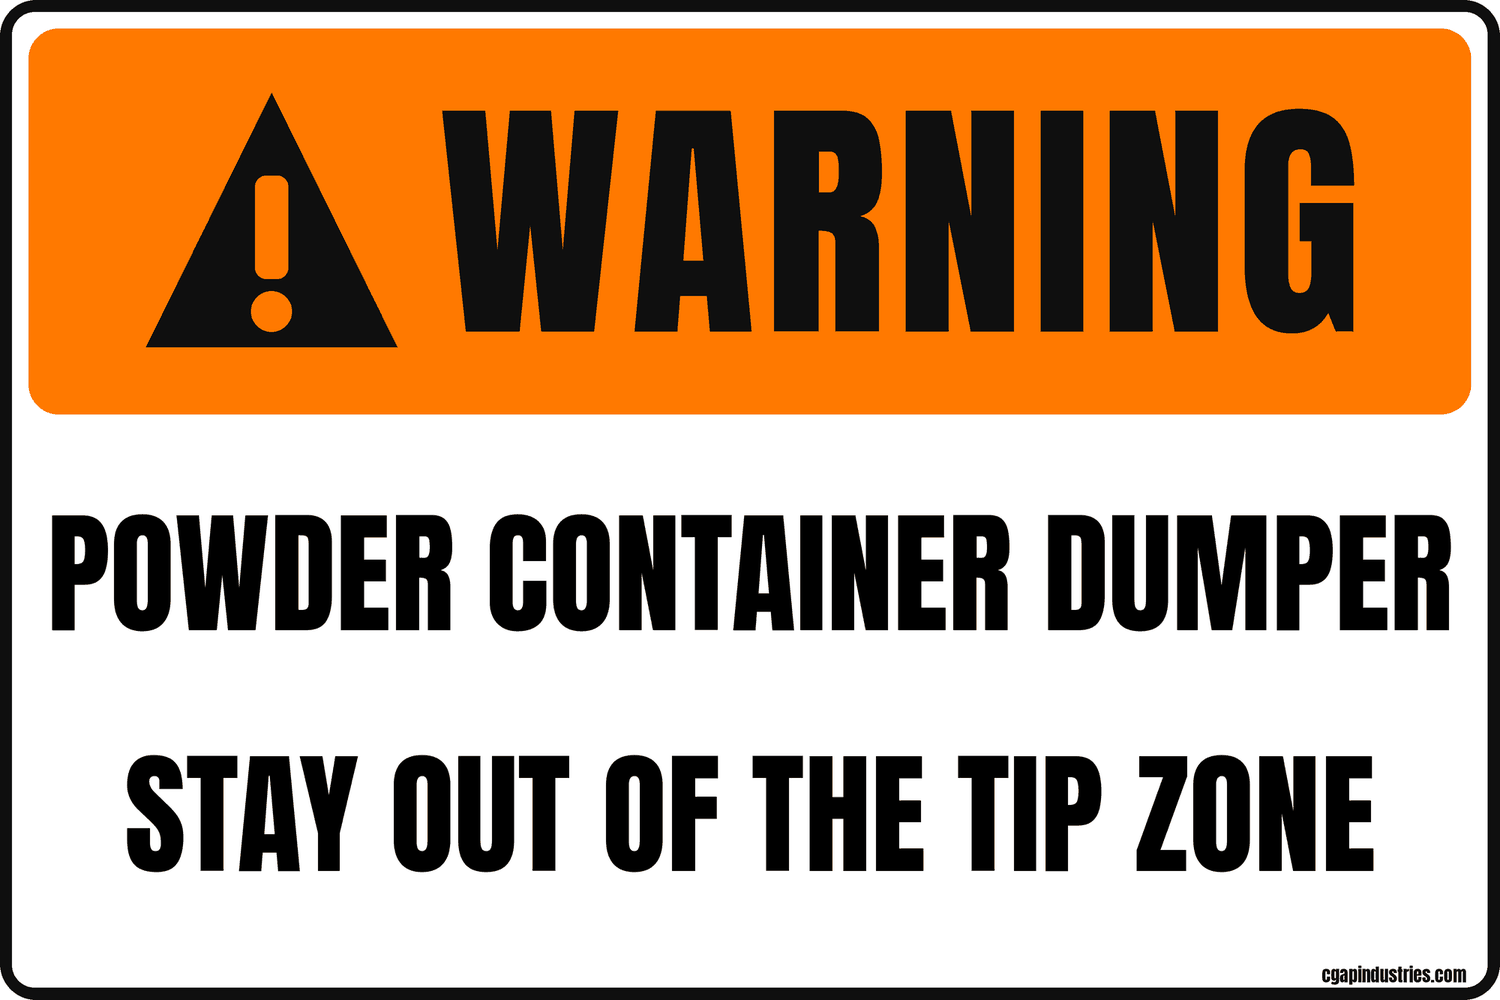 WARNING
POWDER CONTAINER DUMPER
STAY OUT OF THE TIP ZONE
cgapindustries.com